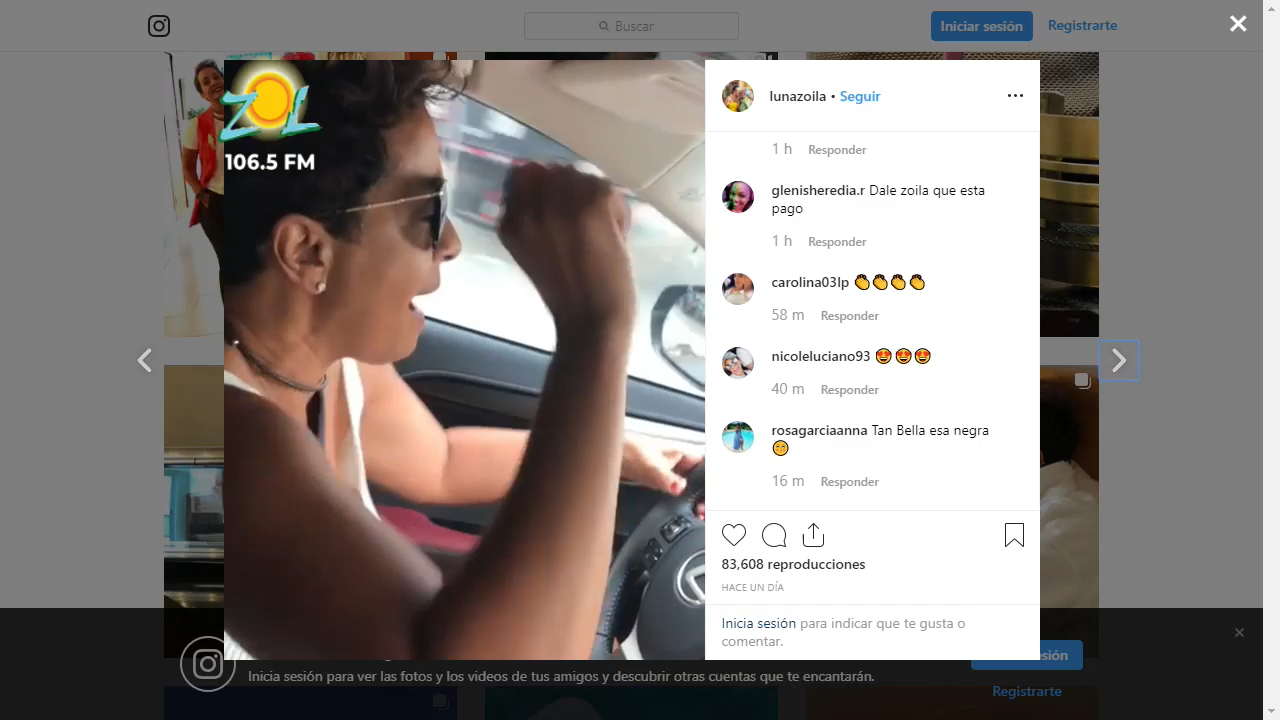 Buscar
Iniciar sesión
Registrarte
ZOL
106.5 FM
lunazoila • Seguir
1 h Responder
glenisheredia.r Dale zoila que esta
pago
1 h Responder
carolina03lp 👏👏👏👏
58 m Responder
nicoleluciano93 🤩🤩🤩
40 m Responder
rosagarciaanna Tan Bella esa negra
😁
16 m Responder
83,608 reproducciones
HACE UN DÍA
Inicia sesión para indicar que te gusta o
comentar.
sesión
Inicia sesión para ver las fotos y los videos de tus amigos y descubrir otras cuentas que te encantarán.
Registrarte